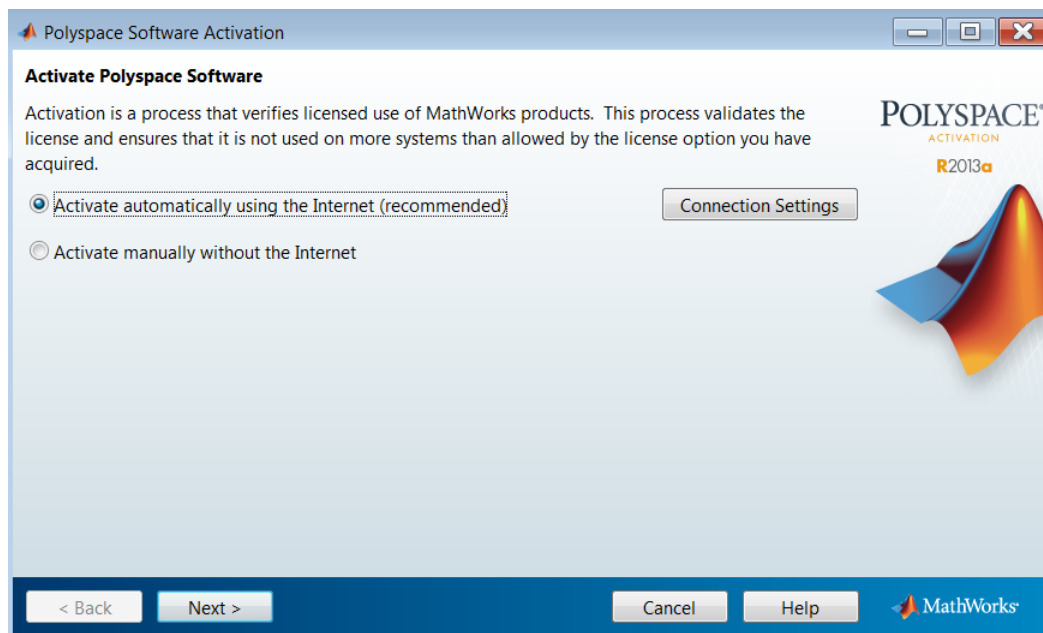 Polyspace Software Activation
Activate Polyspace Software
Activation is a process that verifies licensed use of MathWorks products.  This process validates the
license and ensures that it is not used on more systems than allowed by the license option you have
acquired.
POLYSPACE®
ACTIVATION
R2013a
Activate automatically using the Internet (recommended)
Connection Settings
Activate manually without the Internet
< Back
Next >
Cancel
Help
MathWorks®